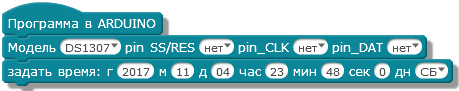 Программа в ARDUINO
Модель DS1307 pin SS/RES нет pin_CLK нет pin_DAT нет
задать время: г 2017 м 11 д 04 час 23 мин 48 сек 0 дн СБ